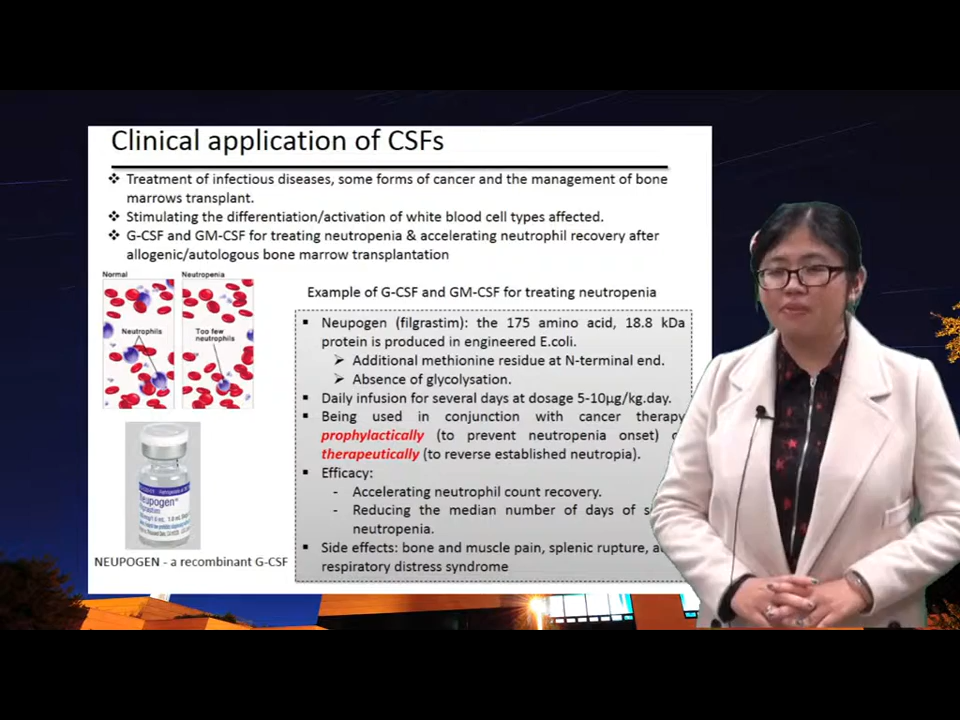 Clinical application of CSFs
❖ Treatment of infectious diseases, some forms of cancer and the management of bone
marrows transplant.
❖ Stimulating the differentiation/activation of white blood cell types affected.
❖ G-CSF and GM-CSF for treating neutropenia & accelerating neutrophil recovery after
allogenic/autologous bone marrow transplantation
Normal
Neutropenia
Neutrophils
Too few
neutrophils
Neupogen
NEUPOGEN - a recombinant G-CSF
Example of G-CSF and GM-CSF for treating neutropenia
▪ Neupogen (filgrastim): the 175 amino acid, 18.8 kDa
protein is produced in engineered E.coli.
➢ Additional methionine residue at N-terminal end.
➢ Absence of glycolysation.
▪ Daily infusion for several days at dosage 5-10µg/kg.day.
▪ Being used in conjunction with cancer therapy
prophylactically (to prevent neutropenia onset)
therapeutically (to reverse established neutropia).
▪ Efficacy:
- Accelerating neutrophil count recovery.
- Reducing the median number of days of
neutropenia.
▪ Side effects: bone and muscle pain, splenic rupture,
respiratory distress syndrome